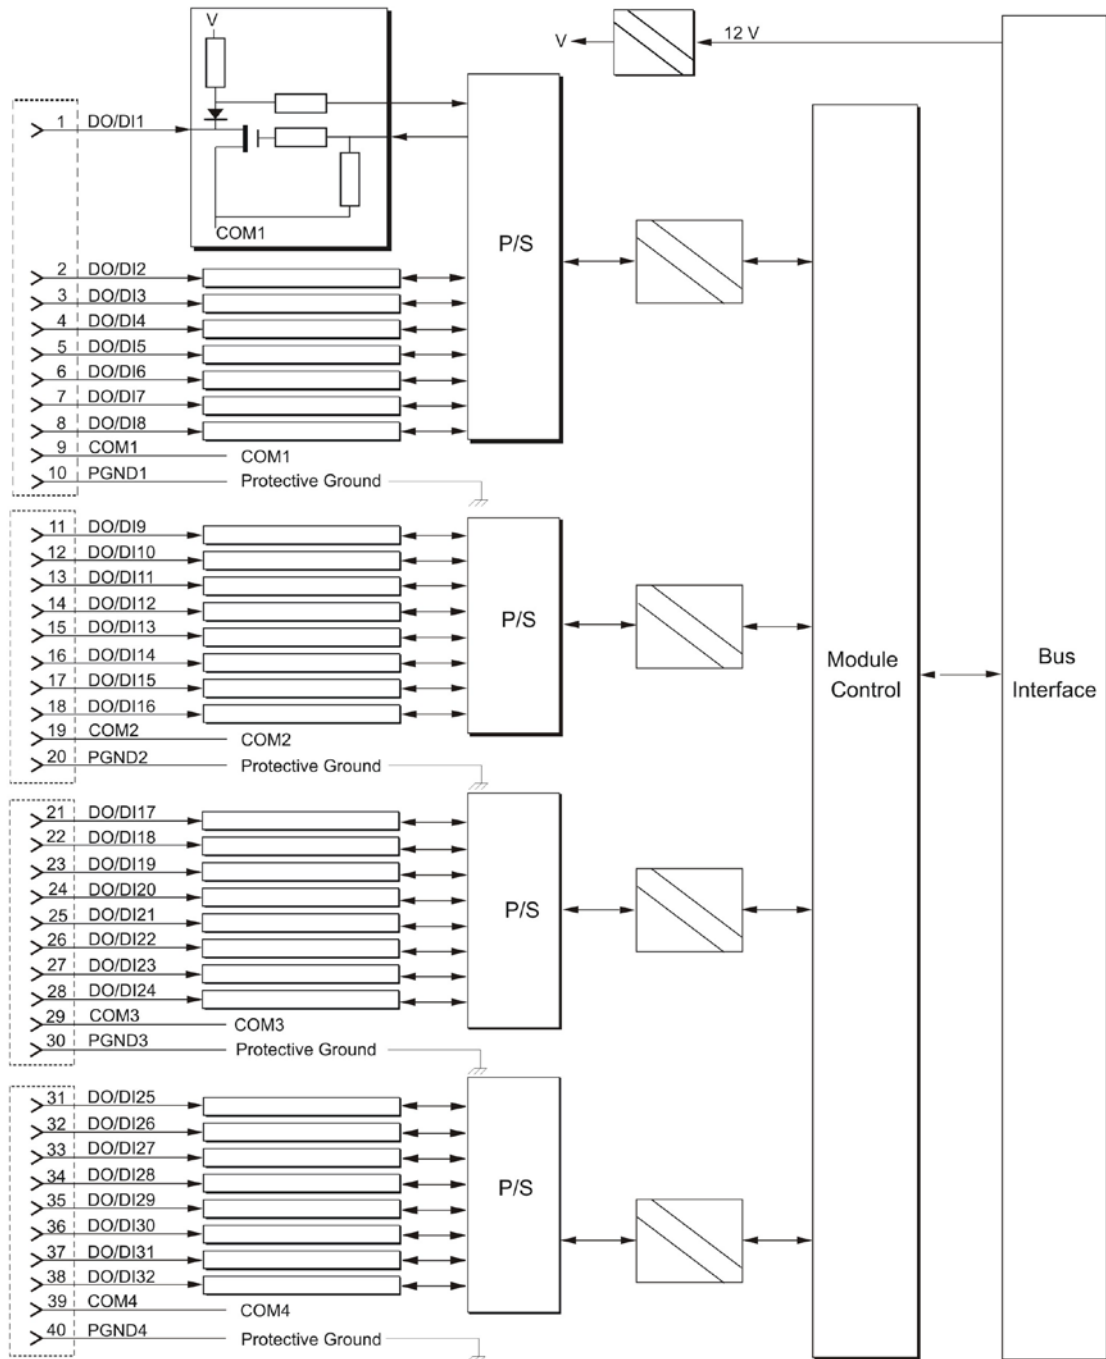 V
V
12 V
1 DO/DI1
COM1
P/S
2 DO/DI2
3 DO/DI3
4 DO/DI4
5 DO/DI5
6 DO/DI6
7 DO/DI7
8 DO/DI8
9 COM1 COM1
10 PGND1 Protective Ground
11 DO/DI9
12 DO/DI10
13 DO/DI11
14 DO/DI12
15 DO/DI13
P/S
16 DO/DI14
17 DO/DI15
18 DO/DI16
19 COM2 COM2
20 PGND2 Protective Ground
Module
Control
Bus
Interface
21 DO/DI17
22 DO/DI18
23 DO/DI19
24 DO/DI20
25 DO/DI21
P/S
26 DO/DI22
27 DO/DI23
28 DO/DI24
29 COM3 COM3
30 PGND3 Protective Ground
31 DO/DI25
32 DO/DI26
33 DO/DI27
34 DO/DI28
P/S
35 DO/DI29
36 DO/DI30
37 DO/DI31
38 DO/DI32
39 COM4 COM4
40 PGND4 Protective Ground